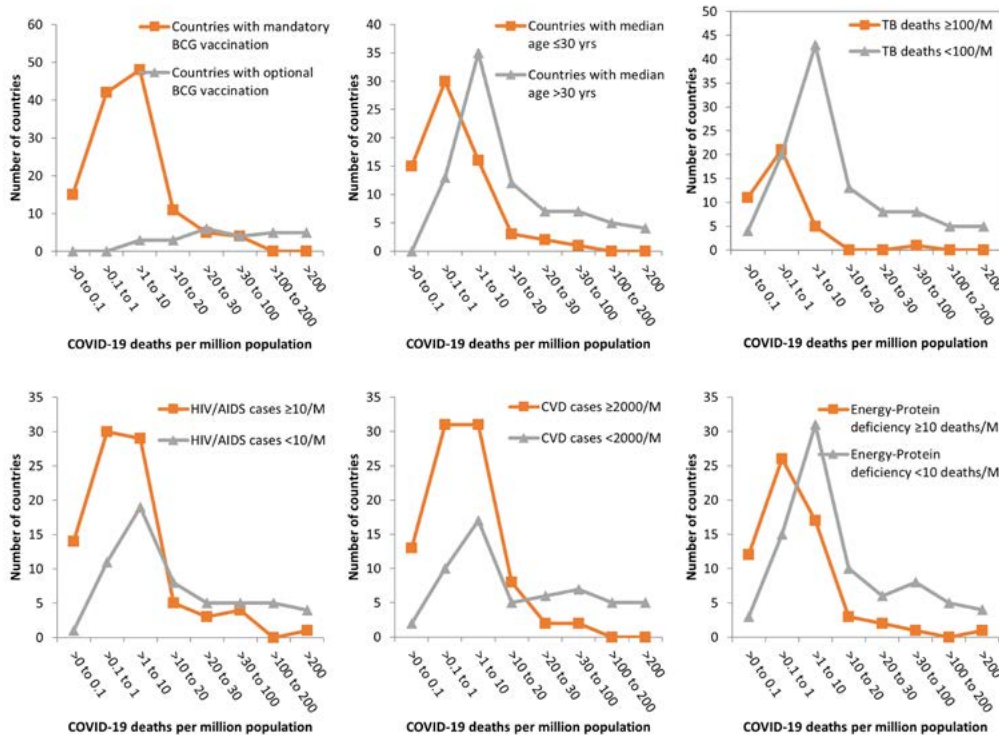 60
50
40
30
20
10
0
Number of countries
Countries with mandatory
BCG vaccination
Countries with optional
BCG vaccination
>0 to 0.1
>0.1 to 1
>1 to 10
>10 to 20
>20 to 30
>30 to 100
>100 to 200
>200
COVID-19 deaths per million population
40
35
30
25
20
15
10
5
0
Number of countries
Countries with median
age ≤30 yrs
Countries with median
age >30 yrs
>0 to 0.1
>0.1 to 1
>1 to 10
>10 to 20
>20 to 30
>30 to 100
>100 to 200
>200
COVID-19 deaths per million population
50
45
40
35
30
25
20
15
10
5
0
Number of countries
TB deaths ≥100/M
TB deaths <100/M
>0 to 0.1
>0.1 to 1
>1 to 10
>10 to 20
>20 to 30
>30 to 100
>100 to 200
>200
COVID-19 deaths per million population
35
30
25
20
15
10
5
0
Number of countries
HIV/AIDS cases ≥10/M
HIV/AIDS cases <10/M
>0 to 0.1
>0.1 to 1
>1 to 10
>10 to 20
>20 to 30
>30 to 100
>100 to 200
>200
COVID-19 deaths per million population
35
30
25
20
15
10
5
0
Number of countries
CVD cases ≥2000/M
CVD cases <2000/M
>0 to 0.1
>0.1 to 1
>1 to 10
>10 to 20
>20 to 30
>30 to 100
>100 to 200
>200
COVID-19 deaths per million population
35
30
25
20
15
10
5
0
Number of countries
Energy-Protein
deficiency ≥10 deaths/M
Energy-Protein
deficiency <10 deaths/M
>0 to 0.1
>0.1 to 1
>1 to 10
>10 to 20
>20 to 30
>30 to 100
>100 to 200
>200
COVID-19 deaths per million population